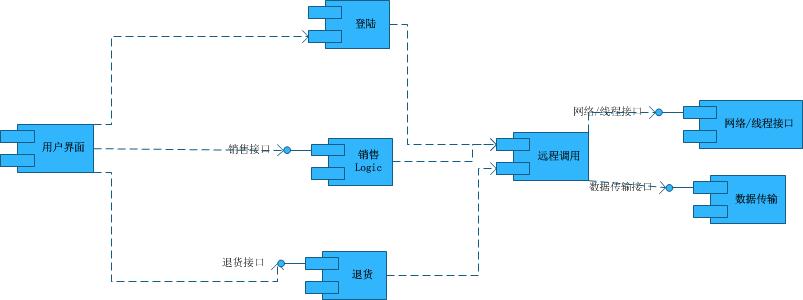 登陆
网络/线程接口
网络/线程接口
用户界面
销售接口
销售
Logic
远程调用
数据传输接口
数据传输
退货接口
退货